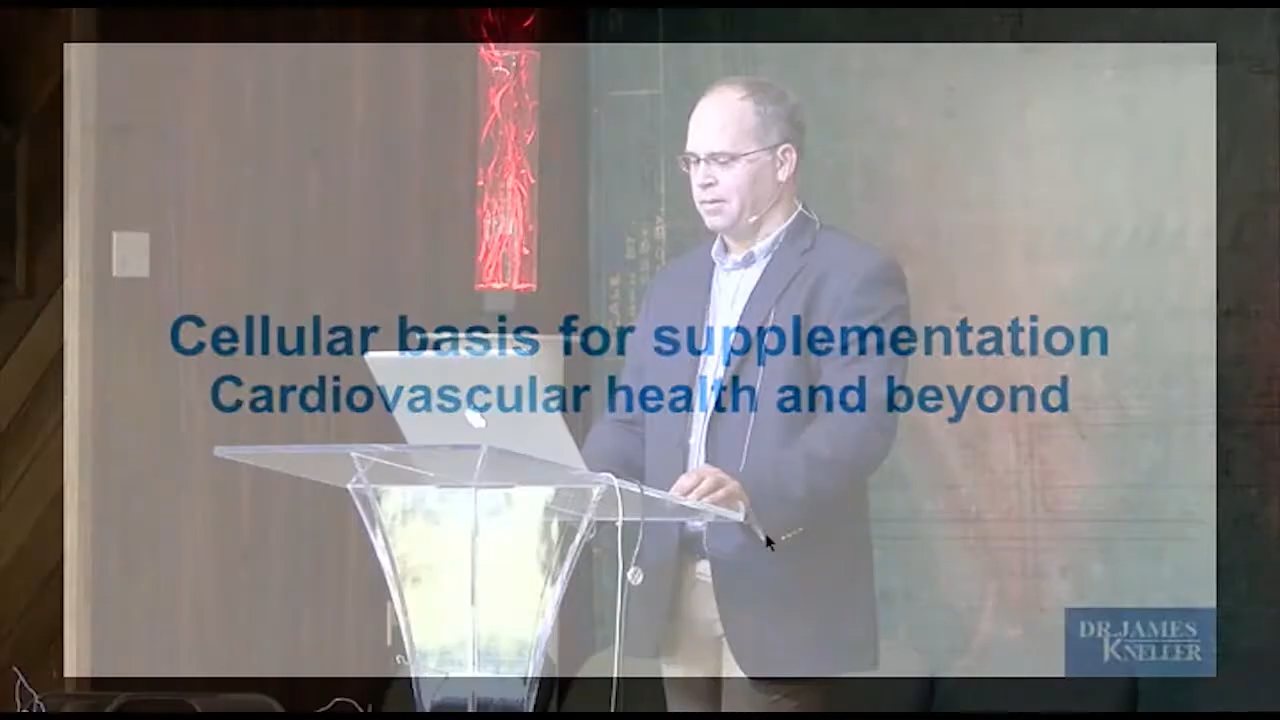 Cellular basis for supplementation
Cardiovascular health and beyond
DR. JAMES
KNELLER